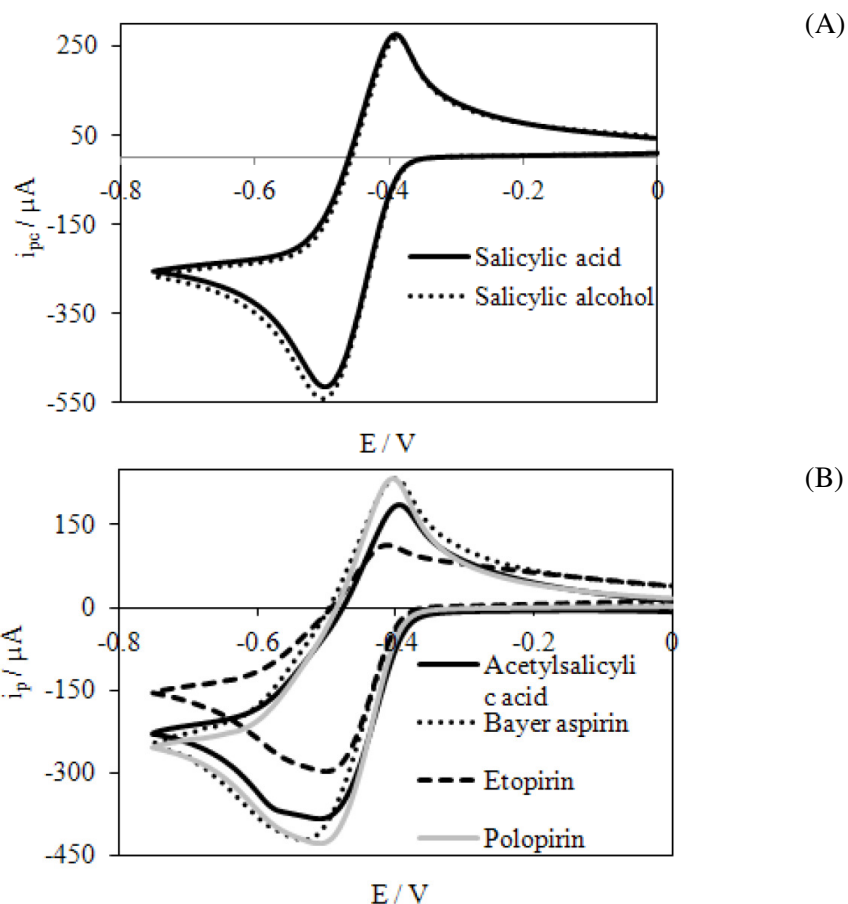 (A)
250
50
-0.8 -0.6 -0.4 -0.2 0
-150
-350
-550
i_pc / µA
Salicylic acid
Salicylic alcohol
E / V
(B)
150
0
-0.8 -0.6 -0.4 -0.2 0
-150
-300
-450
i_p / µA
Acetylsalicyli
c acid
Bayer aspirin
Etopirin
Polopirin
E / V